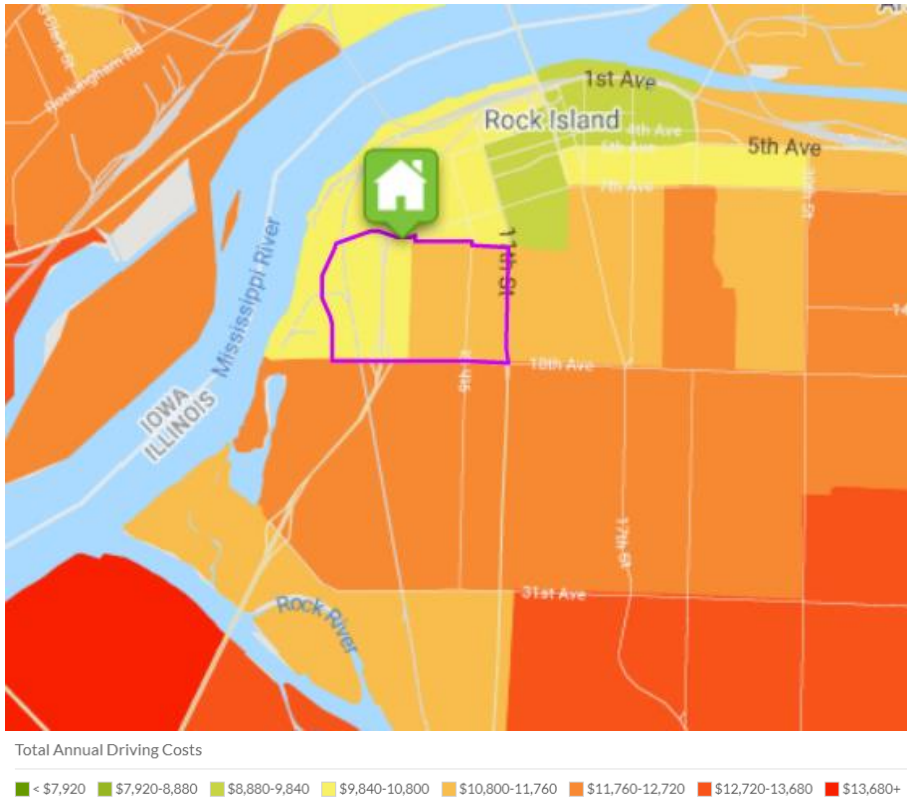 S Clark St
Rockingham Rd
1st Ave
Rock Island
4th Ave
5th Ave
7th Ave
11th St
Mississippi River
18th Ave
IOWA
ILLINOIS
17th St
31st Ave
Rock River
Total Annual Driving Costs
< $7,920 $7,920-8,880 $8,880-9,840 $9,840-10,800 $10,800-11,760 $11,760-12,720 $12,720-13,680 $13,680+